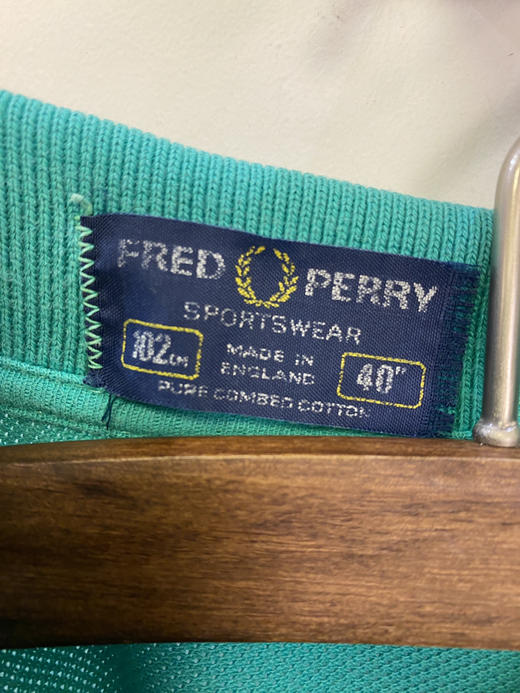 FRED PERRY
SPORTSWEAR
102CM MADE IN ENGLAND 40"
PURE COMBED COTTON